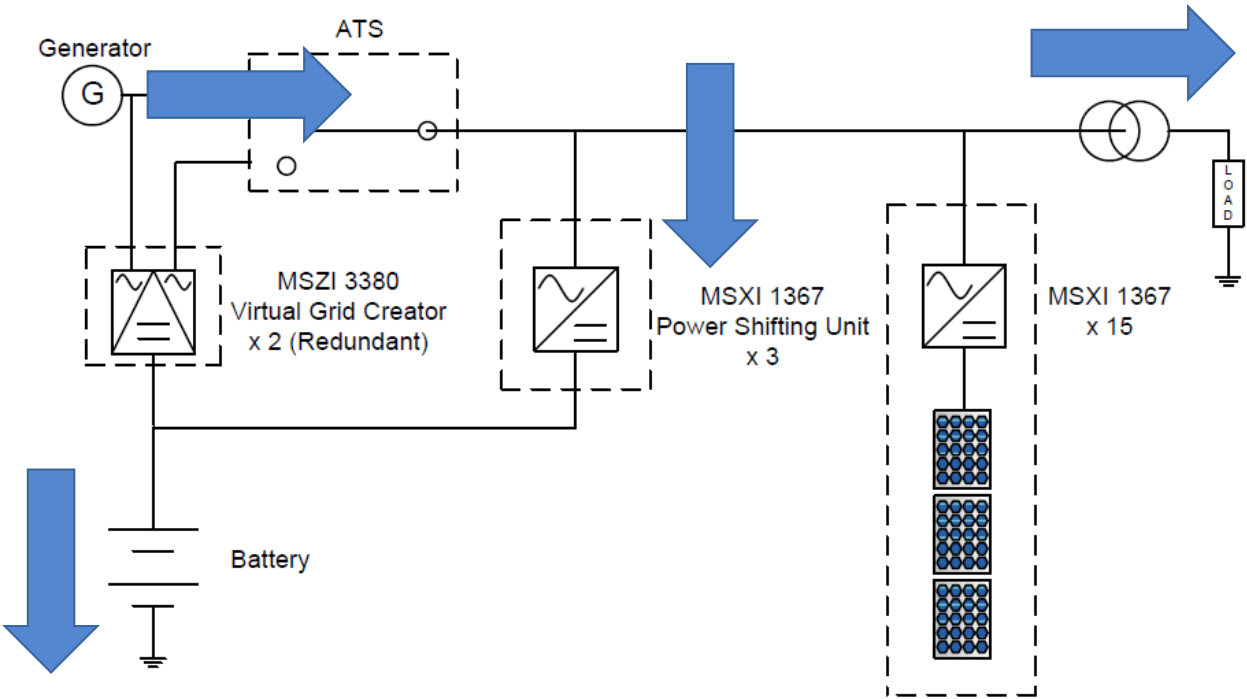 ATS
Generator
G
L
O
A
D
MSZI 3380
Virtual Grid Creator
x 2 (Redundant)
MSXI 1367
Power Shifting Unit
x 3
MSXI 1367
x 15
Battery